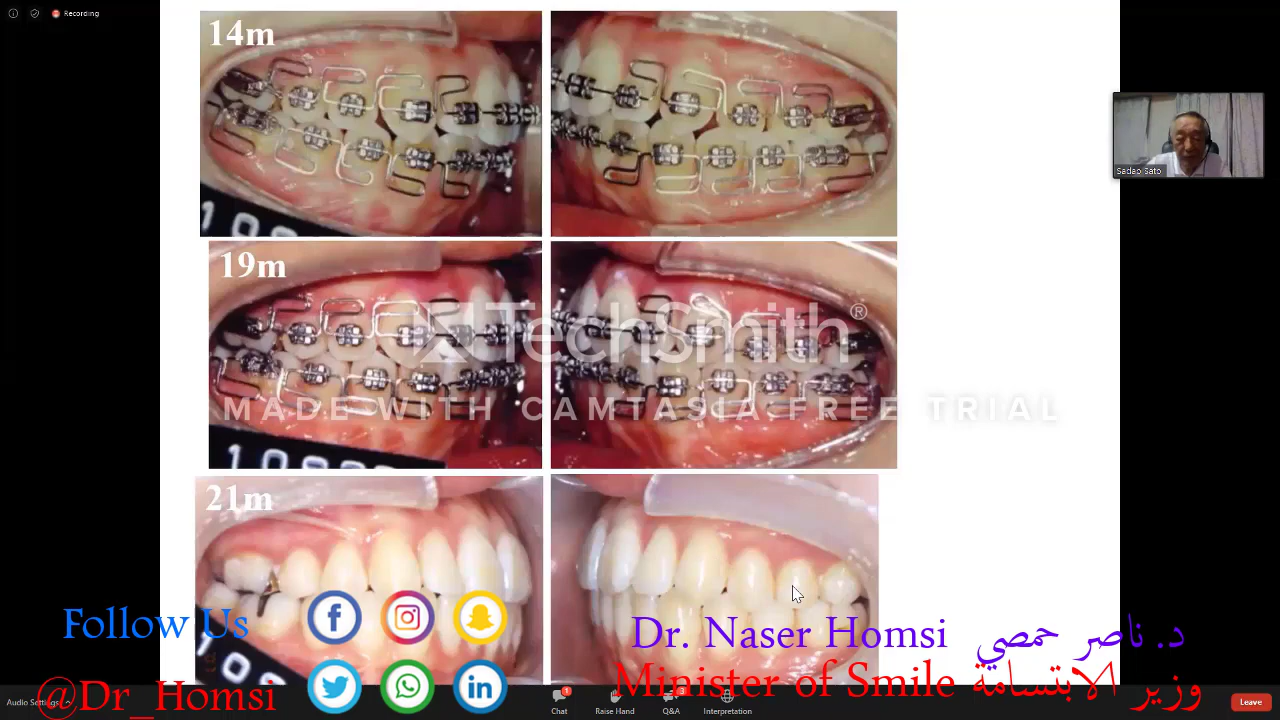 Recording
14m
Sadao Sato
19m
TechSmith®
MADE WITH CAMTASIA FREE TRIAL
21m
Follow Us
@Dr_Homsi
Dr. Naser Homsi د. ناصر حمصي
Minister of Smile وزير الابتسامة
Audio Settings
Chat
Raise Hand
Q&A
Interpretation
Leave